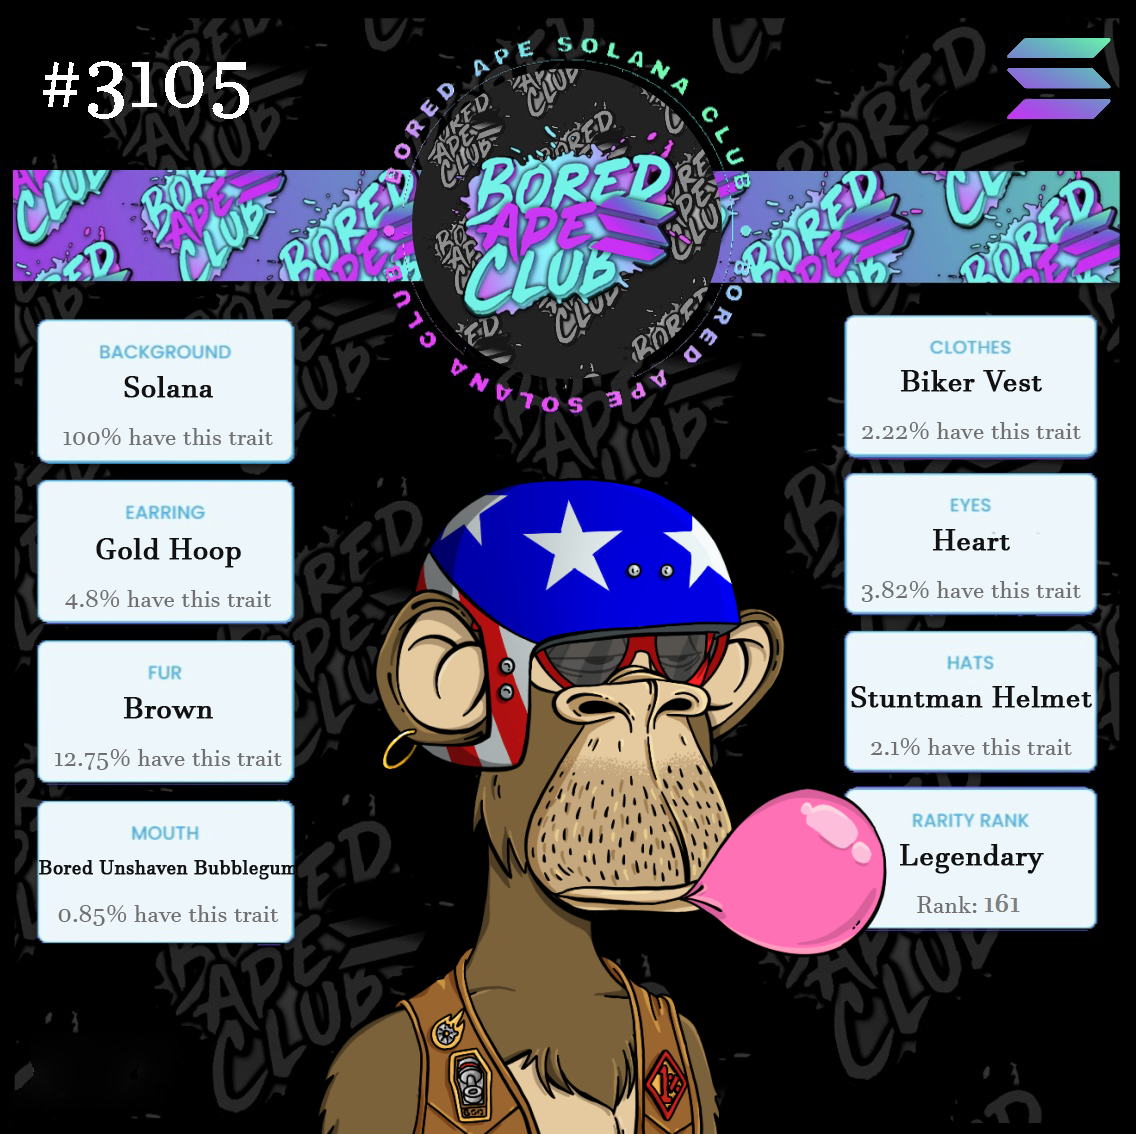 #3105
BORED APE SOLANA CLUB
BORED APE SOLANA CLUB
BORED
APE
CLUB
BACKGROUND
Solana
100% have this trait
EARRING
Gold Hoop
4.8% have this trait
FUR
Brown
12.75% have this trait
MOUTH
Bored Unshaven Bubblegum
0.85% have this trait
CLOTHES
Biker Vest
2.22% have this trait
EYES
Heart
3.82% have this trait
HATS
Stuntman Helmet
2.1% have this trait
RARITY RANK
Legendary
Rank: 161